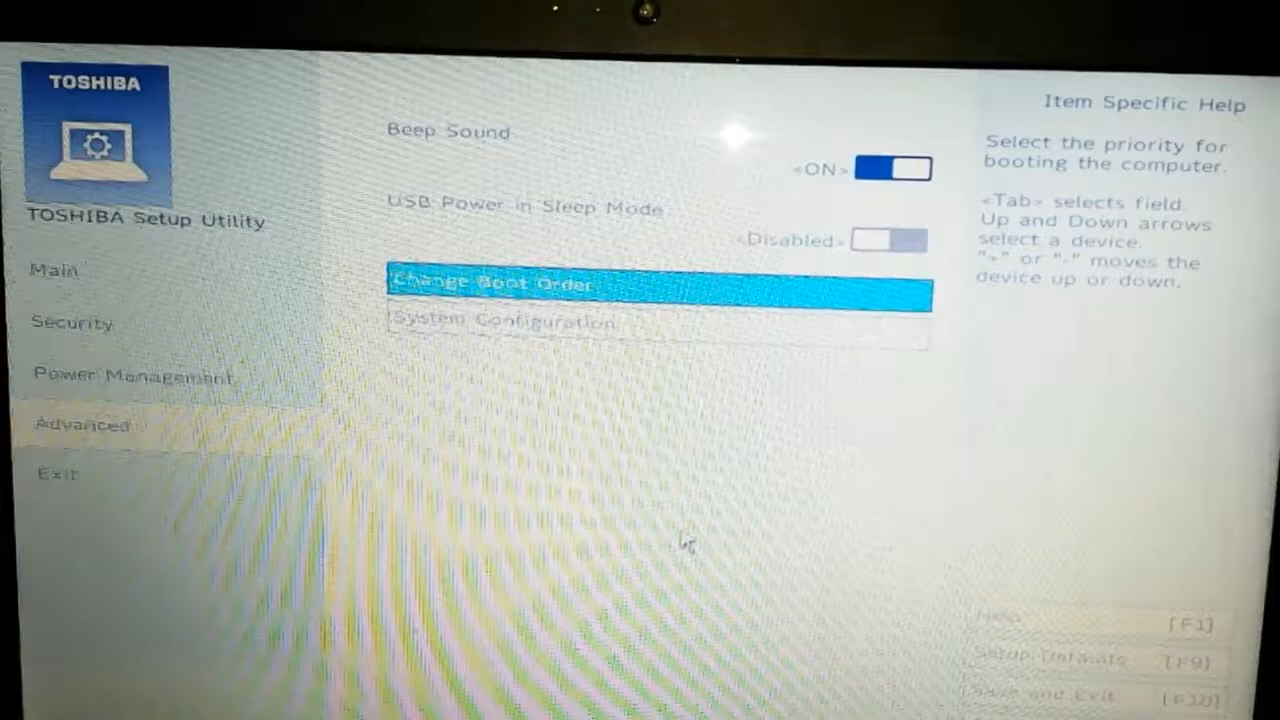 TOSHIBA
TOSHIBA Setup Utility
Main
Security
Power Management
Advanced
Exit
Beep Sound
<ON>
USB Power in Sleep Mode
<Disabled>
Change Boot Order
System Configuration
Item Specific Help
Select the priority for
booting the computer.
<Tab> selects field.
Up and Down arrows
select a device.
"+" or "-" moves the
device up or down.
Help [F1]
Setup Defaults [F9]
Save and Exit [F10]